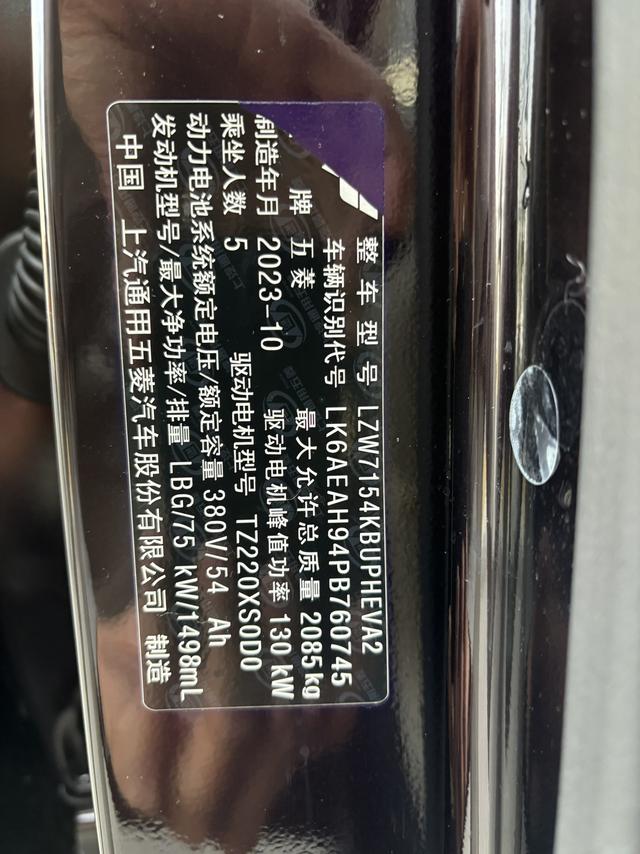 整车型号 LZW7154KBUPHEVA2
车辆识别代号 LK6AEAH94PB760745
牌 五菱 最大允许总质量 2085kg
制造年月 2023-10 驱动电机峰值功率 130 kW
乘坐人数 5 驱动电机型号 TZ220XS0D0
动力电池系统额定电压/额定容量 380V/54 Ah
发动机型号/最大净功率/排量 LBG/75 kW/1498mL
中国 上汽通用五菱汽车股份有限公司 制造